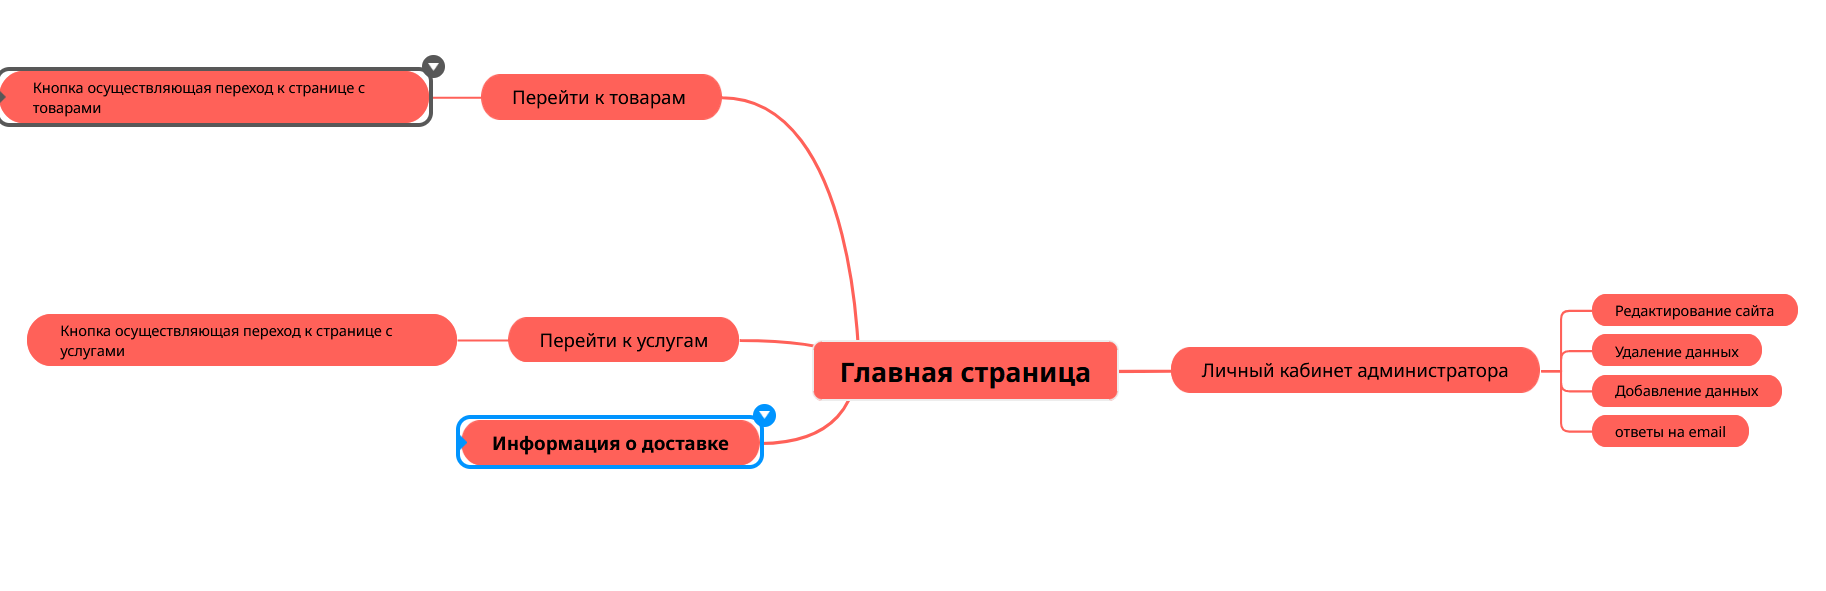 Кнопка осуществляющая переход к странице с
товарами
Перейти к товарам
Кнопка осуществляющая переход к странице с
услугами
Перейти к услугам
Информация о доставке
Главная страница
Личный кабинет администратора
Редактирование сайта
Удаление данных
Добавление данных
ответы на email